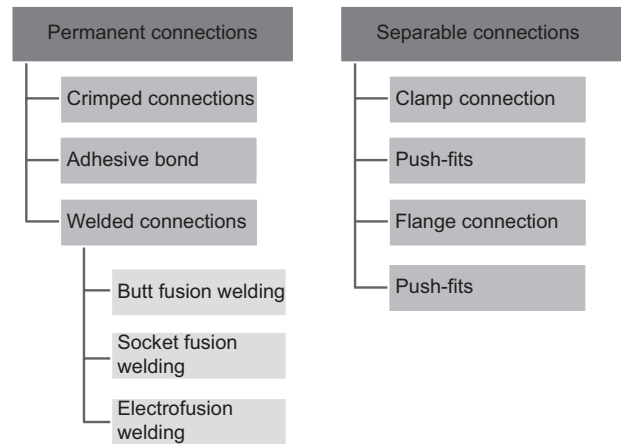 Permanent connections
Crimped connections
Adhesive bond
Welded connections
Butt fusion welding
Socket fusion
welding
Electrofusion
welding
Separable connections
Clamp connection
Push-fits
Flange connection
Push-fits